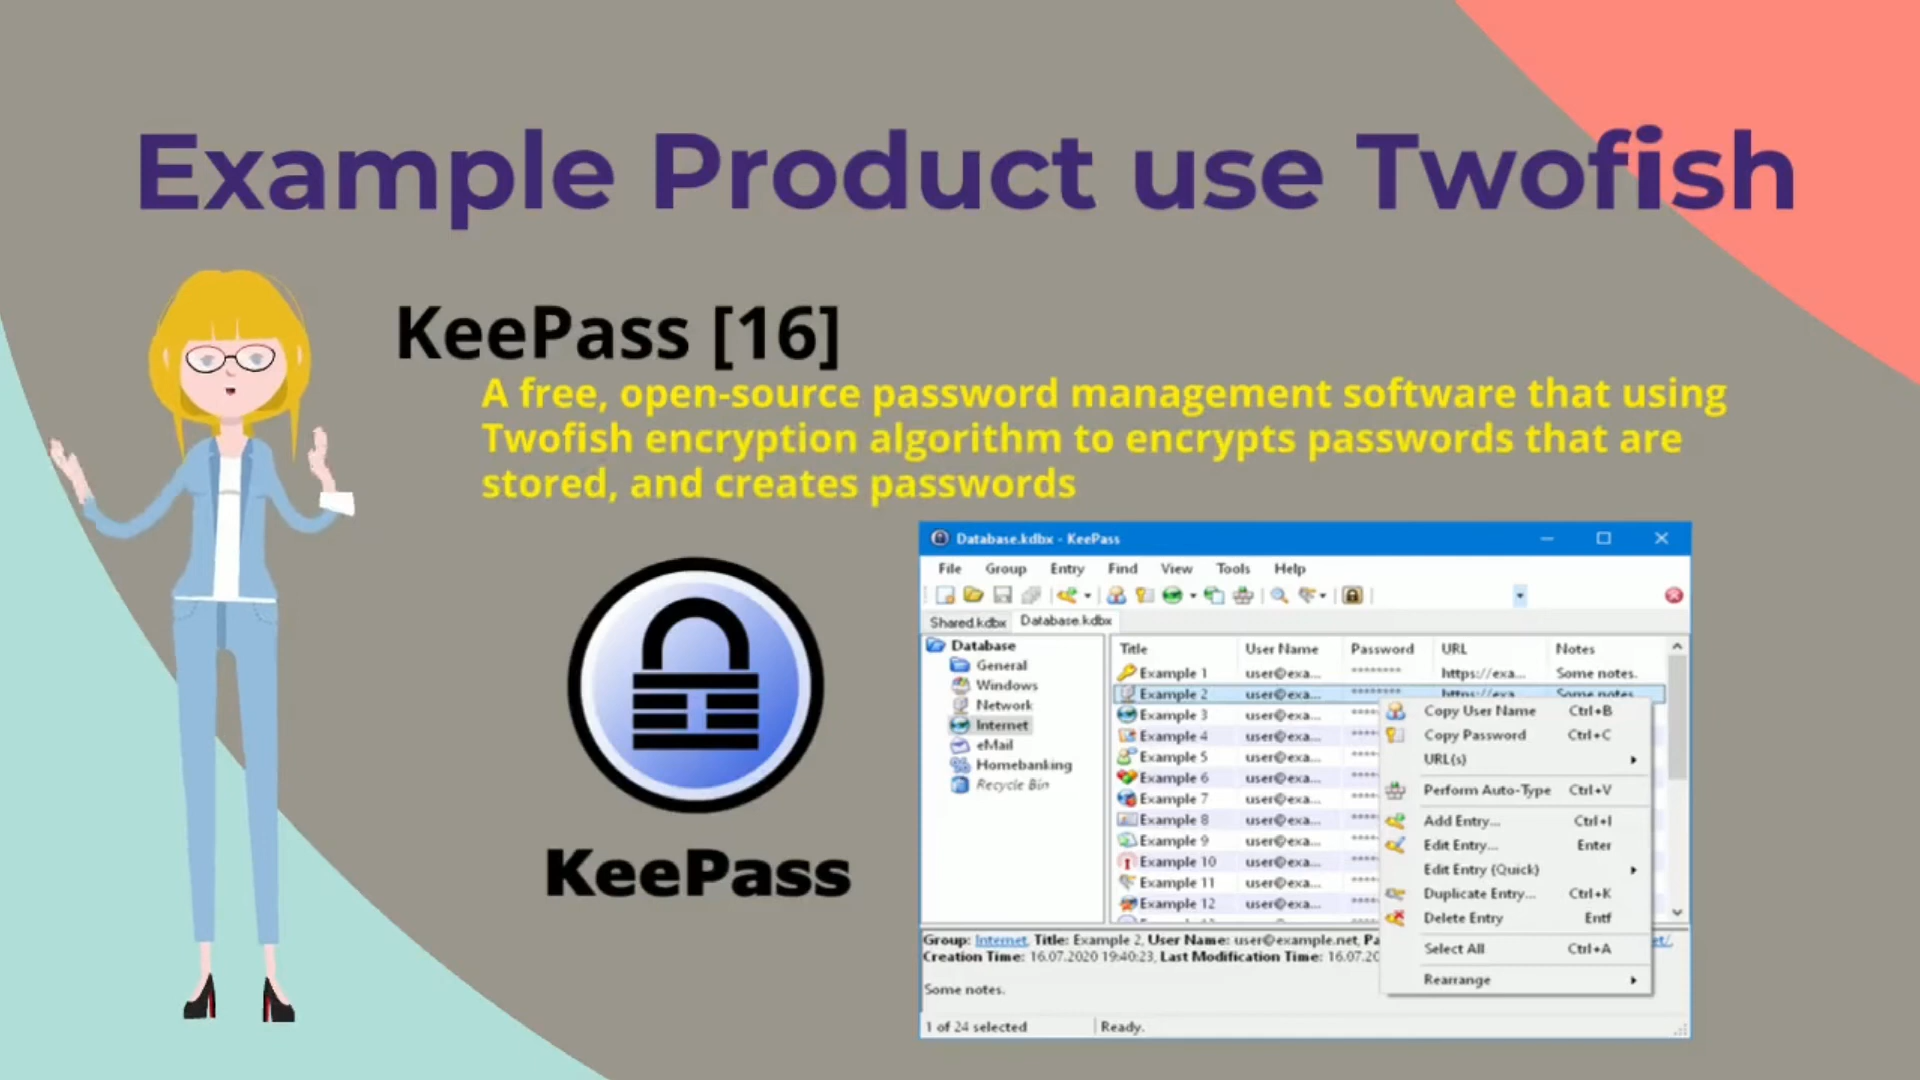 Example Product use Twofish
KeePass [16]
A free, open-source password management software that using
Twofish encryption algorithm to encrypts passwords that are
stored, and creates passwords
KeePass
Database.kdbx - KeePass
File Group Entry Find View Tools Help
Shared.kdbx Database.kdbx
Database
General
Windows
Network
Internet
eMail
Homebanking
Recycle Bin
Title User Name Password URL Notes
Example 1 user@exa... ******** https://exa... Some notes.
Example 2 user@exa... ******** https://exa Some notes
Example 3 user@exa... ****
Example 4 user@exa... ****
Example 5 user@exa... ****
Example 6 user@exa... ****
Example 7 user@exa... ****
Example 8 user@exa... ****
Example 9 user@exa... ****
Example 10 user@exa... ****
Example 11 user@exa... ****
Example 12 user@exa... ****
Copy User Name Ctrl+B
Copy Password Ctrl+C
URL(s)
Perform Auto-Type Ctrl+V
Add Entry... Ctrl+I
Edit Entry... Enter
Edit Entry (Quick)
Duplicate Entry... Ctrl+K
Delete Entry Entf
Select All Ctrl+A
Rearrange
Group: Internet, Title: Example 2, User Name: user@example.net, Pa
Creation Time: 16.07.2020 19:40:23, Last Modification Time: 16.07.20
Some notes.
1 of 24 selected Ready.